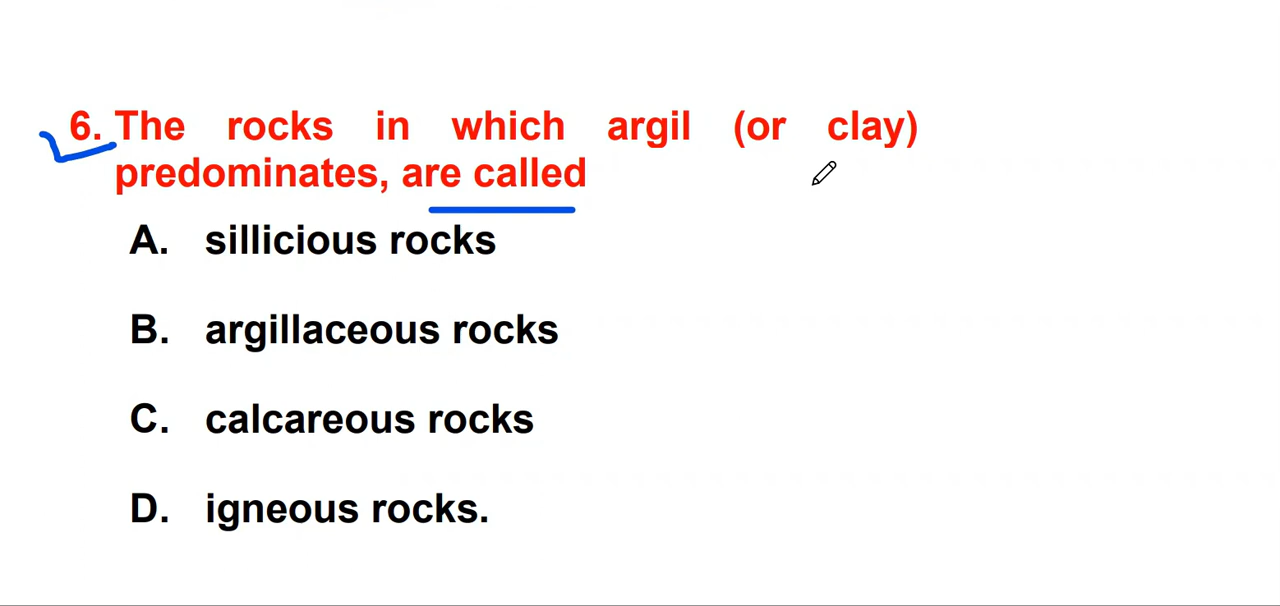 6. The rocks in which argil (or clay)
predominates, are called
A. sillicious rocks
B. argillaceous rocks
C. calcareous rocks
D. igneous rocks.